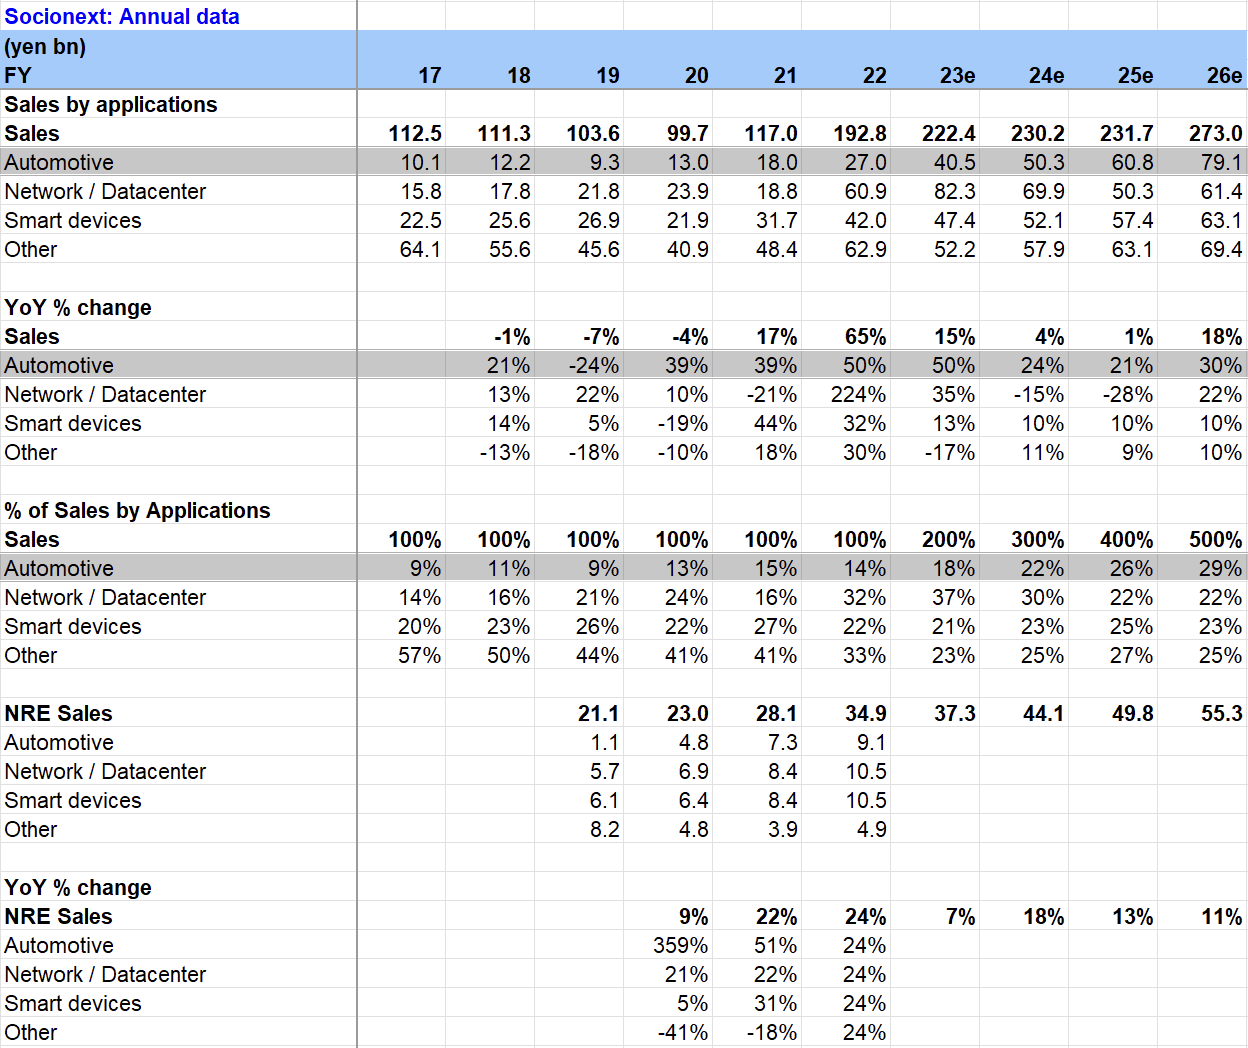 Socionext: Annual data
(yen bn)
FY 17 18 19 20 21 22 23e 24e 25e 26e
Sales by applications
Sales 112.5 111.3 103.6 99.7 117.0 192.8 222.4 230.2 231.7 273.0
Automotive 10.1 12.2 9.3 13.0 18.0 27.0 40.5 50.3 60.8 79.1
Network / Datacenter 15.8 17.8 21.8 23.9 18.8 60.9 82.3 69.9 50.3 61.4
Smart devices 22.5 25.6 26.9 21.9 31.7 42.0 47.4 52.1 57.4 63.1
Other 64.1 55.6 45.6 40.9 48.4 62.9 52.2 57.9 63.1 69.4
YoY % change
Sales -1% -7% -4% 17% 65% 15% 4% 1% 18%
Automotive 21% -24% 39% 39% 50% 50% 24% 21% 30%
Network / Datacenter 13% 22% 10% -21% 224% 35% -15% -28% 22%
Smart devices 14% 5% -19% 44% 32% 13% 10% 10% 10%
Other -13% -18% -10% 18% 30% -17% 11% 9% 10%
% of Sales by Applications
Sales 100% 100% 100% 100% 100% 100% 200% 300% 400% 500%
Automotive 9% 11% 9% 13% 15% 14% 18% 22% 26% 29%
Network / Datacenter 14% 16% 21% 24% 16% 32% 37% 30% 22% 22%
Smart devices 20% 23% 26% 22% 27% 22% 21% 23% 25% 23%
Other 57% 50% 44% 41% 41% 33% 23% 25% 27% 25%
NRE Sales 21.1 23.0 28.1 34.9 37.3 44.1 49.8 55.3
Automotive 1.1 4.8 7.3 9.1
Network / Datacenter 5.7 6.9 8.4 10.5
Smart devices 6.1 6.4 8.4 10.5
Other 8.2 4.8 3.9 4.9
YoY % change
NRE Sales 9% 22% 24% 7% 18% 13% 11%
Automotive 359% 51% 24%
Network / Datacenter 21% 22% 24%
Smart devices 5% 31% 24%
Other -41% -18% 24%